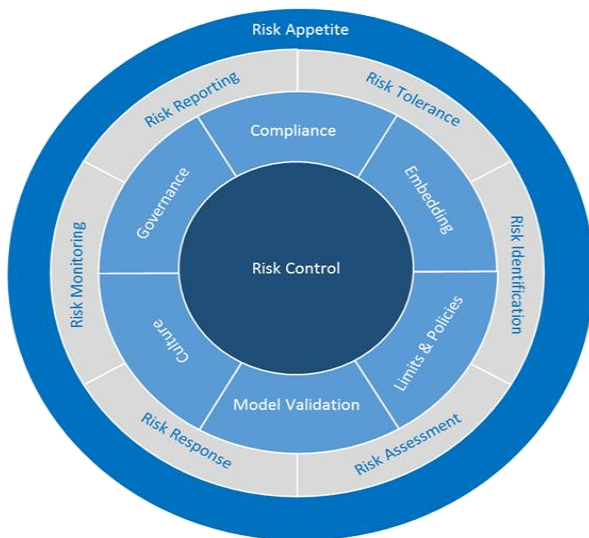 Risk Appetite
Risk Reporting
Risk Tolerance
Compliance
Governance
Embedding
Risk Monitoring
Risk Control
Risk Identification
Culture
Limits & Policies
Model Validation
Risk Response
Risk Assessment